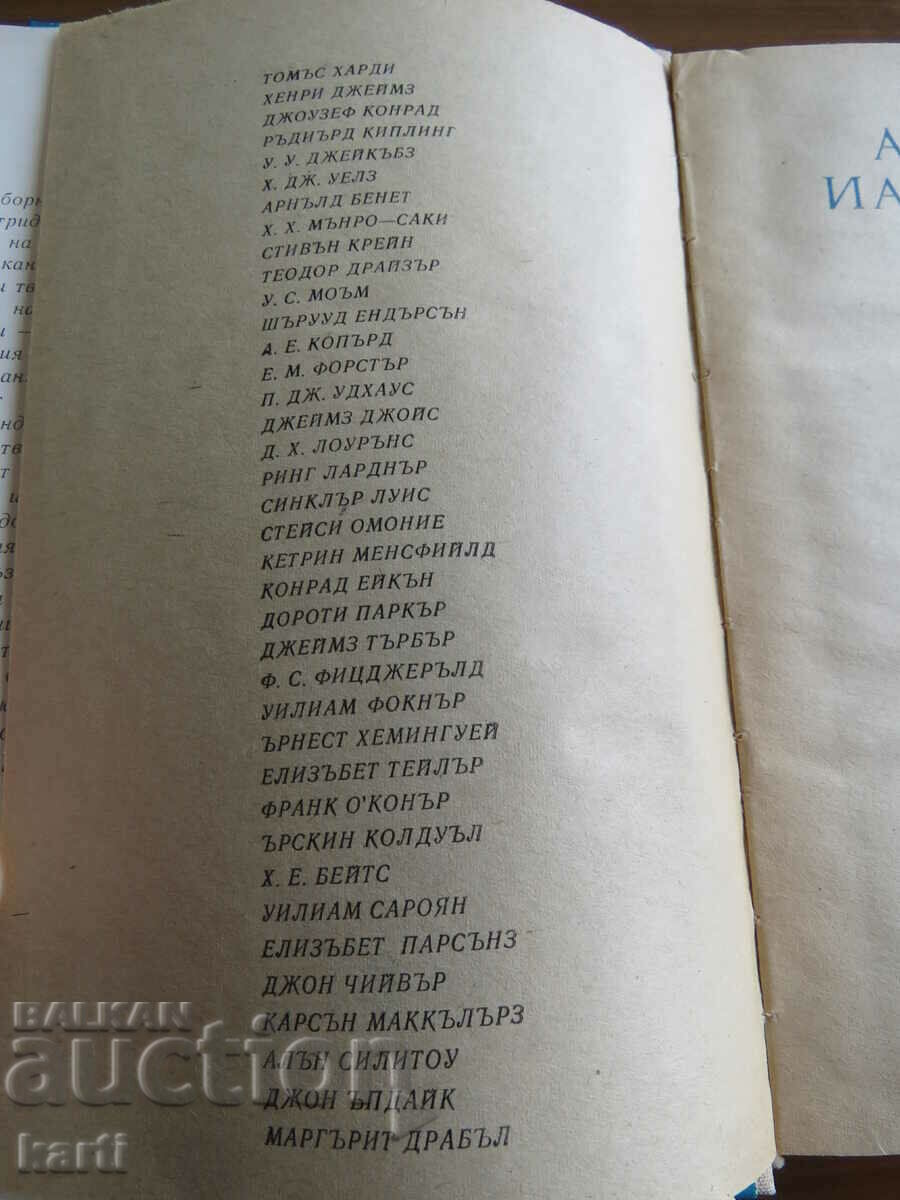 ТОМЪС ХАРДИ
ХЕНРИ ДЖЕЙМЗ
ДЖОУЗЕФ КОНРАД
РЪДИЪРД КИПЛИНГ
У. У. ДЖЕЙКЪБЗ
Х. ДЖ. УЕЛЗ
АРНЪЛД БЕНЕТ
Х. Х. МЪНРО—САКИ
СТИВЪН КРЕЙН
ТЕОДОР ДРАЙЗЪР
У. С. МОЪМ
ШЪРУУД ЕНДЪРСЪН
А. Е. КОПЪРД
Е. М. ФОРСТЪР
П. ДЖ. УДХАУС
ДЖЕЙМЗ ДЖОЙС
Д. Х. ЛОУРЪНС
РИНГ ЛАРДНЪР
СИНКЛЪР ЛУИС
СТЕЙСИ ОМОНИЕ
КЕТРИН МЕНСФИЙЛД
КОНРАД ЕЙКЪН
ДОРОТИ ПАРКЪР
ДЖЕЙМЗ ТЪРБЪР
Ф. С. ФИЦДЖЕРЪЛД
УИЛИАМ ФОКНЪР
ЪРНЕСТ ХЕМИНГУЕЙ
ЕЛИЗЪБЕТ ТЕЙЛЪР
ФРАНК О'КОНЪР
ЪРСКИН КОЛДУЪЛ
Х. Е. БЕЙТС
УИЛИАМ САРОЯН
ЕЛИЗЪБЕТ ПАРСЪНЗ
ДЖОН ЧИЙВЪР
КАРСЪН МАККЪЛЪРЗ
АЛЪН СИЛИТОУ
ДЖОН ЪПДАЙК
МАРГЪРИТ ДРАБЪЛ
BALKAN
auction
karti